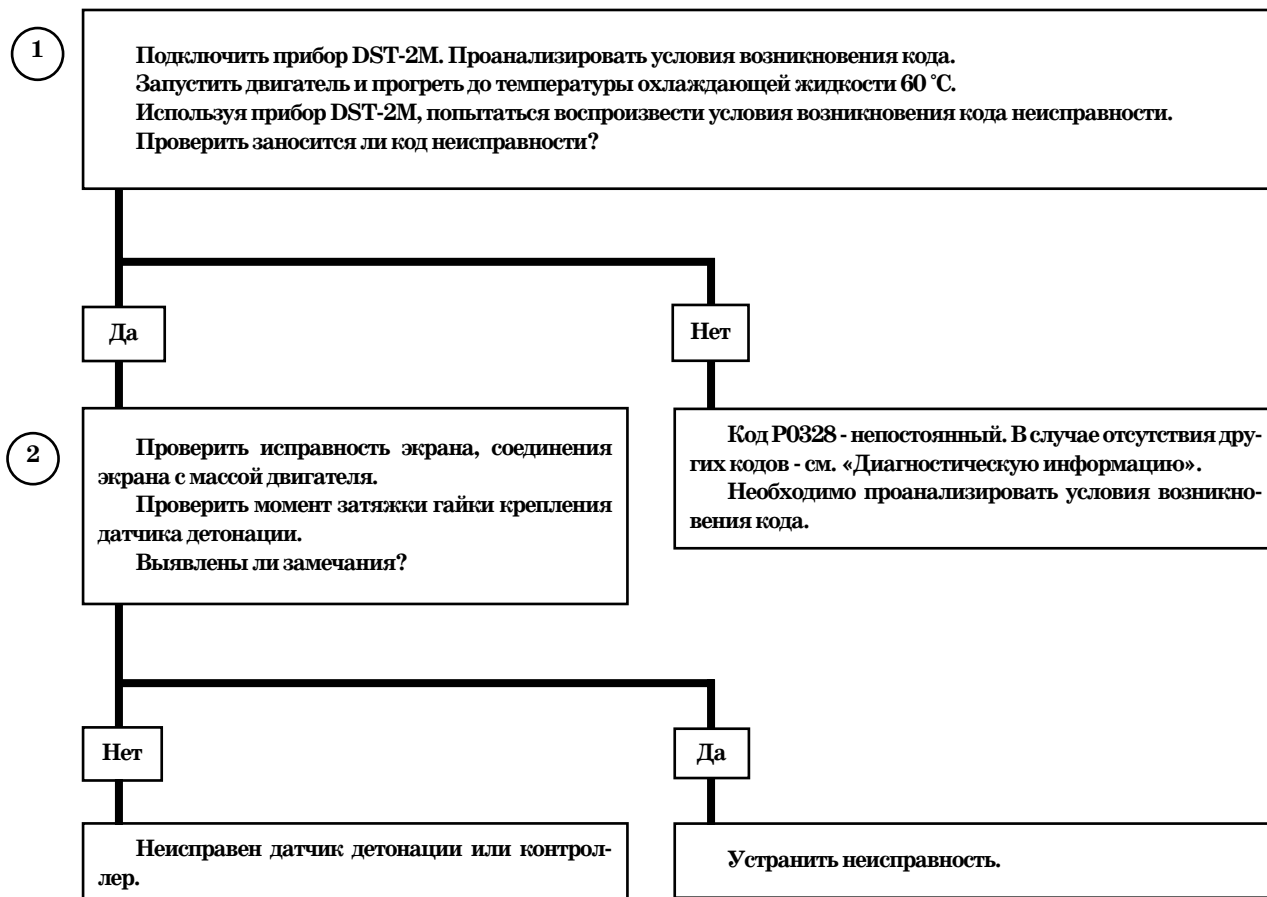 1
Подключить прибор DST-2M. Проанализировать условия возникновения кода.
Запустить двигатель и прогреть до температуры охлаждающей жидкости 60 °С.
Используя прибор DST-2M, попытаться воспроизвести условия возникновения кода неисправности.
Проверить заносится ли код неисправности?
Да
Нет
2
Проверить исправность экрана, соединения
экрана с массой двигателя.
Проверить момент затяжки гайки крепления
датчика детонации.
Выявлены ли замечания?
Код Р0328 - непостоянный. В случае отсутствия дру-
гих кодов - см. «Диагностическую информацию».
Необходимо проанализировать условия возникно-
вения кода.
Нет
Да
Неисправен датчик детонации или контрол-
лер.
Устранить неисправность.